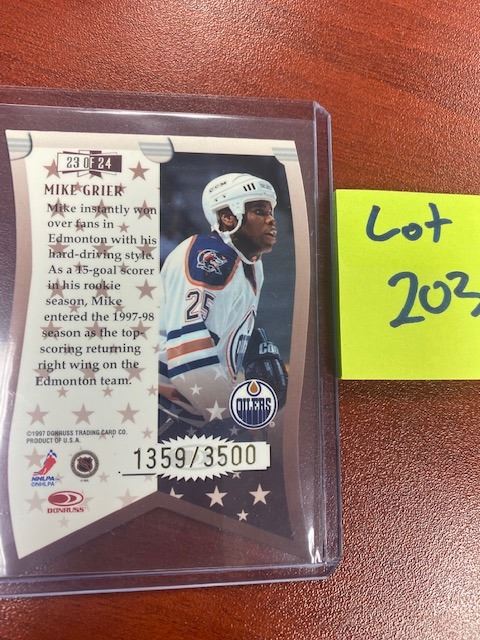 23 OF 24
MIKE GRIER
Mike instantly won
over fans in
Edmonton with his
hard-driving style.
As a 15-goal scorer
in his rookie
season, Mike
entered the 1997-98
season as the top-
scoring returning
right wing on the
Edmonton team.
25
OILERS
©1997 DONRUSS TRADING CARD CO.
PRODUCT OF U.S.A.
1359/3500
NHLPA
©NHLPA
DONRUSS
Lot
203